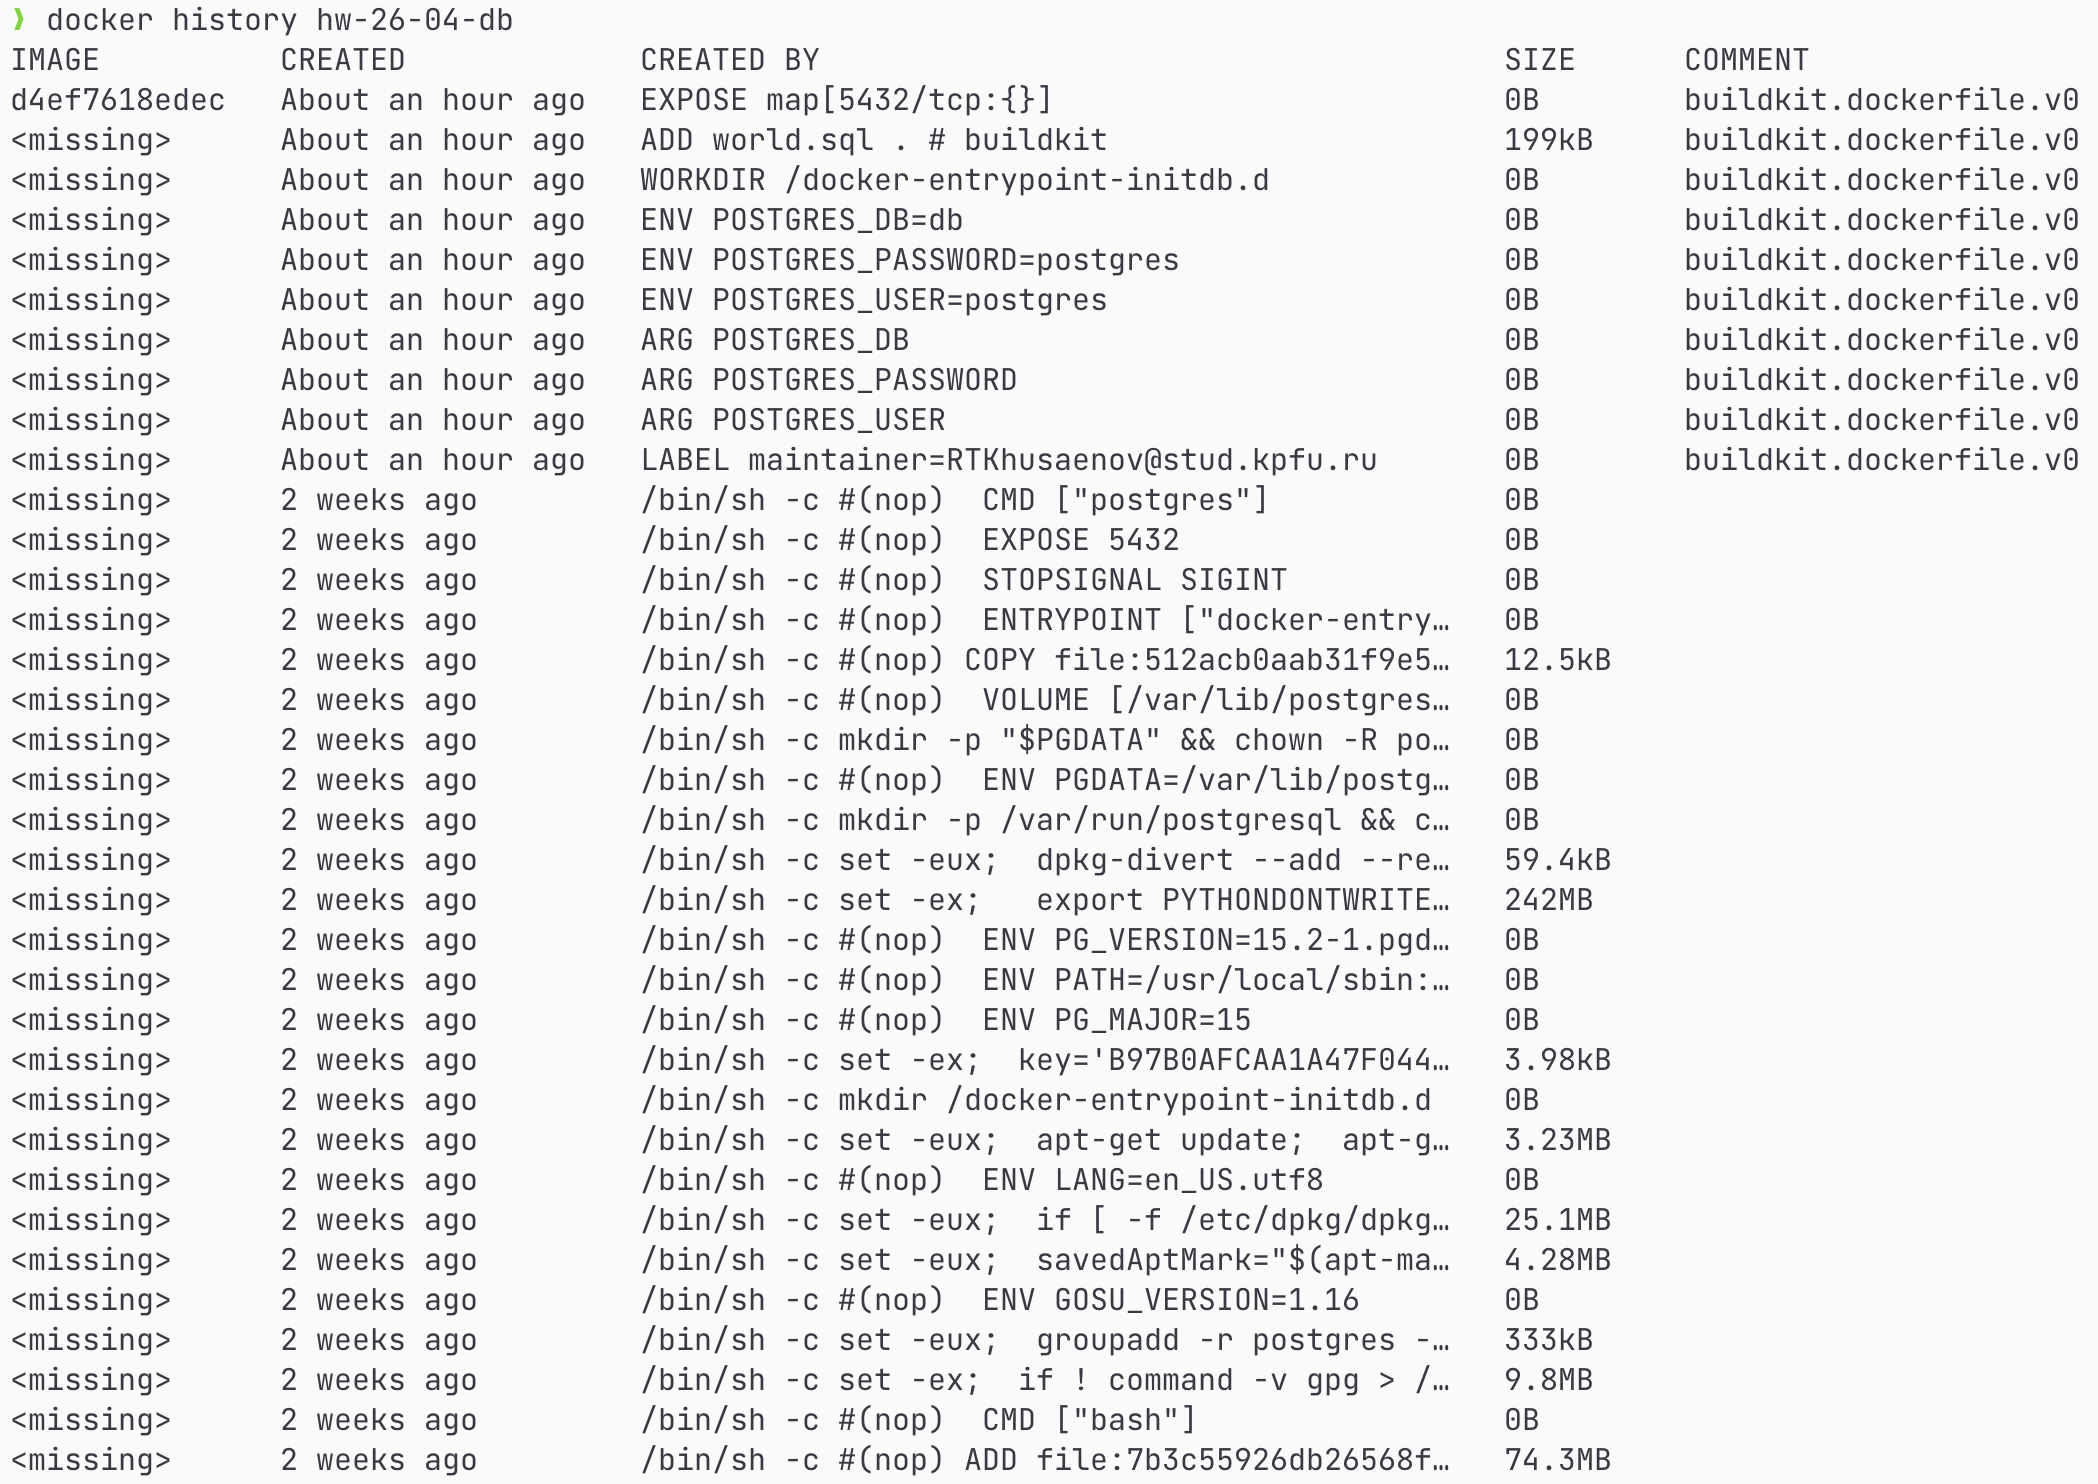 ❯ docker history hw-26-04-db
IMAGE          CREATED             CREATED BY                                      SIZE      COMMENT
d4ef7618edec   About an hour ago   EXPOSE map[5432/tcp:{}]                         0B        buildkit.dockerfile.v0
<missing>      About an hour ago   ADD world.sql . # buildkit                      199kB     buildkit.dockerfile.v0
<missing>      About an hour ago   WORKDIR /docker-entrypoint-initdb.d             0B        buildkit.dockerfile.v0
<missing>      About an hour ago   ENV POSTGRES_DB=db                              0B        buildkit.dockerfile.v0
<missing>      About an hour ago   ENV POSTGRES_PASSWORD=postgres                  0B        buildkit.dockerfile.v0
<missing>      About an hour ago   ENV POSTGRES_USER=postgres                      0B        buildkit.dockerfile.v0
<missing>      About an hour ago   ARG POSTGRES_DB                                 0B        buildkit.dockerfile.v0
<missing>      About an hour ago   ARG POSTGRES_PASSWORD                           0B        buildkit.dockerfile.v0
<missing>      About an hour ago   ARG POSTGRES_USER                               0B        buildkit.dockerfile.v0
<missing>      About an hour ago   LABEL maintainer=RTKhusaenov@stud.kpfu.ru       0B        buildkit.dockerfile.v0
<missing>      2 weeks ago         /bin/sh -c #(nop)  CMD ["postgres"]             0B
<missing>      2 weeks ago         /bin/sh -c #(nop)  EXPOSE 5432                  0B
<missing>      2 weeks ago         /bin/sh -c #(nop)  STOPSIGNAL SIGINT            0B
<missing>      2 weeks ago         /bin/sh -c #(nop)  ENTRYPOINT ["docker-entry…   0B
<missing>      2 weeks ago         /bin/sh -c #(nop) COPY file:512acb0aab31f9e5…   12.5kB
<missing>      2 weeks ago         /bin/sh -c #(nop)  VOLUME [/var/lib/postgres…   0B
<missing>      2 weeks ago         /bin/sh -c mkdir -p "$PGDATA" && chown -R po…   0B
<missing>      2 weeks ago         /bin/sh -c #(nop)  ENV PGDATA=/var/lib/postg…   0B
<missing>      2 weeks ago         /bin/sh -c mkdir -p /var/run/postgresql && c…   0B
<missing>      2 weeks ago         /bin/sh -c set -eux;  dpkg-divert --add --re…   59.4kB
<missing>      2 weeks ago         /bin/sh -c set -ex;   export PYTHONDONTWRITE…   242MB
<missing>      2 weeks ago         /bin/sh -c #(nop)  ENV PG_VERSION=15.2-1.pgd…   0B
<missing>      2 weeks ago         /bin/sh -c #(nop)  ENV PATH=/usr/local/sbin:…   0B
<missing>      2 weeks ago         /bin/sh -c #(nop)  ENV PG_MAJOR=15              0B
<missing>      2 weeks ago         /bin/sh -c set -ex;  key='B97B0AFCAA1A47F044…   3.98kB
<missing>      2 weeks ago         /bin/sh -c mkdir /docker-entrypoint-initdb.d    0B
<missing>      2 weeks ago         /bin/sh -c set -eux;  apt-get update;  apt-g…   3.23MB
<missing>      2 weeks ago         /bin/sh -c #(nop)  ENV LANG=en_US.utf8          0B
<missing>      2 weeks ago         /bin/sh -c set -eux;  if [ -f /etc/dpkg/dpkg…   25.1MB
<missing>      2 weeks ago         /bin/sh -c set -eux;  savedAptMark="$(apt-ma…   4.28MB
<missing>      2 weeks ago         /bin/sh -c #(nop)  ENV GOSU_VERSION=1.16        0B
<missing>      2 weeks ago         /bin/sh -c set -eux;  groupadd -r postgres -…   333kB
<missing>      2 weeks ago         /bin/sh -c set -ex;  if ! command -v gpg > /…   9.8MB
<missing>      2 weeks ago         /bin/sh -c #(nop)  CMD ["bash"]                 0B
<missing>      2 weeks ago         /bin/sh -c #(nop) ADD file:7b3c55926db26568f…   74.3MB